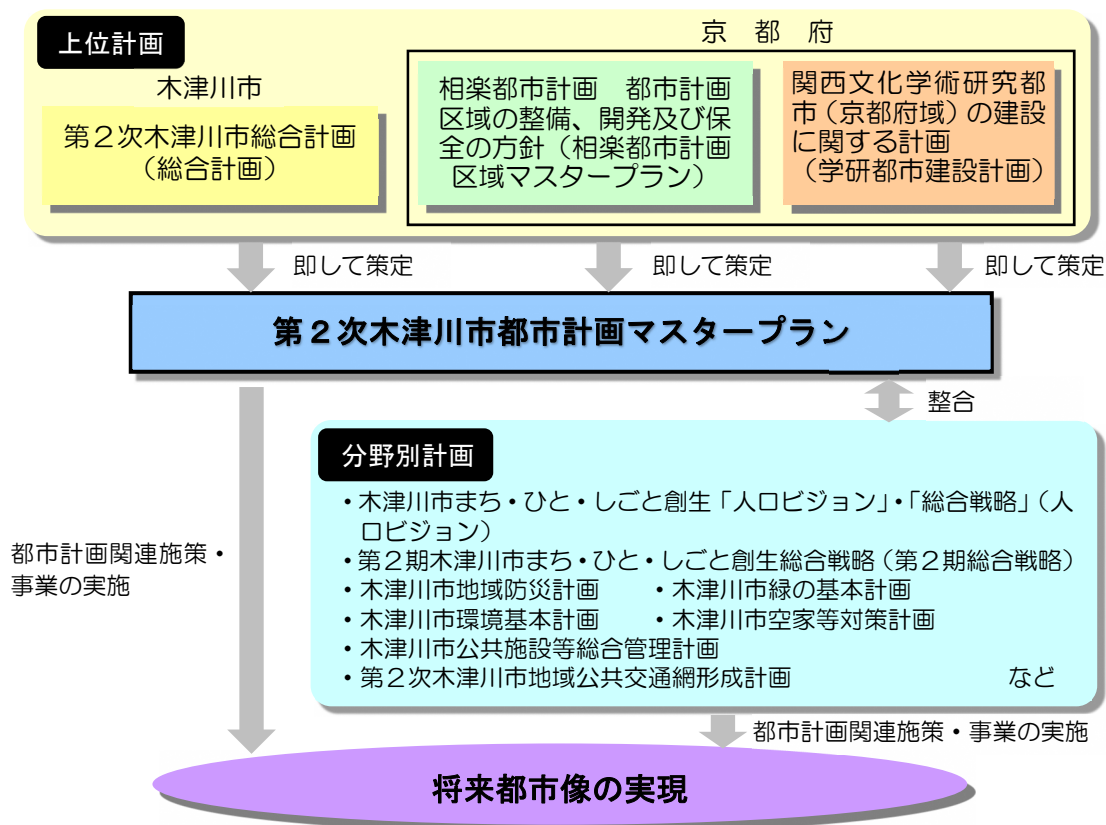 上位計画
京都府
木津川市
第2次木津川市総合計画
（総合計画）
相楽都市計画　都市計画
区域の整備、開発及び保
全の方針（相楽都市計画
区域マスタープラン）
関西文化学術研究都
市（京都府域）の建設
に関する計画
（学研都市建設計画）
即して策定
即して策定
即して策定
第２次木津川市都市計画マスタープラン
整合
分野別計画
・木津川市まち・ひと・しごと創生「人口ビジョン」・「総合戦略」（人
口ビジョン）
・第２期木津川市まち・ひと・しごと創生総合戦略（第２期総合戦略）
・木津川市地域防災計画　・木津川市緑の基本計画
・木津川市環境基本計画　・木津川市空家等対策計画
・木津川市公共施設等総合管理計画
・第２次木津川市地域公共交通網形成計画　など
都市計画関連施策・
事業の実施
都市計画関連施策・事業の実施
将来都市像の実現